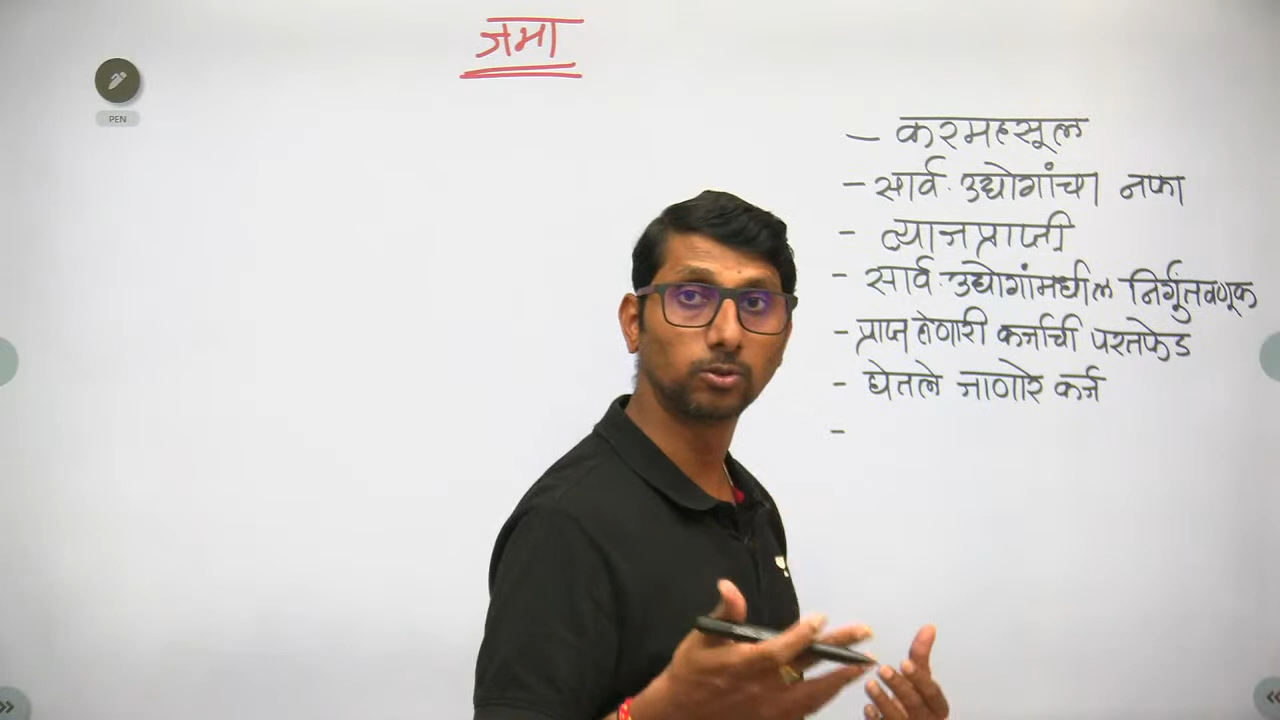 जमा
PEN
- करमहसूल
- सार्व. उद्योगांचा नफा
- व्याजप्राप्ती
- सार्व. उद्योगांमधील निर्गुंतवणूक
- प्राप्त होणारी कर्जाची परतफेड
- घेतले जाणारे कर्ज
-